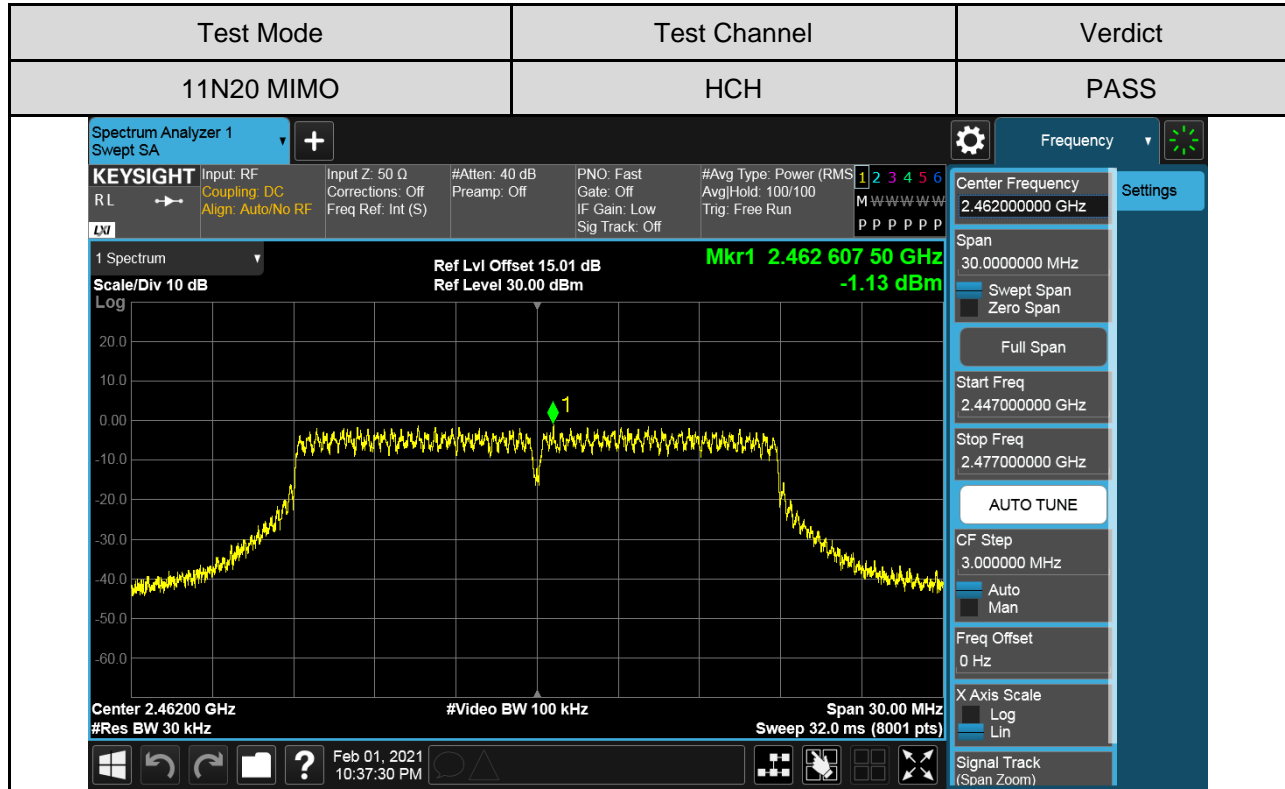 Test Mode Test Channel Verdict
11N20 MIMO HCH PASS
Spectrum Analyzer 1
Swept SA
Frequency
KEYSIGHT
R L
LXI
Input: RF
Coupling: DC
Align: Auto/No RF
Input Z: 50 Ω
Corrections: Off
Freq Ref: Int (S)
#Atten: 40 dB
Preamp: Off
PNO: Fast
Gate: Off
IF Gain: Low
Sig Track: Off
#Avg Type: Power (RMS
Avg|Hold: 100/100
Trig: Free Run
1 2 3 4 5 6
M W W W W W
P P P P P P
1 Spectrum
Scale/Div 10 dB
Ref Lvl Offset 15.01 dB
Ref Level 30.00 dBm
Mkr1 2.462 607 50 GHz
-1.13 dBm
Log
20.0
10.0
0.00
-10.0
-20.0
-30.0
-40.0
-50.0
-60.0
1
Center 2.46200 GHz
#Res BW 30 kHz
#Video BW 100 kHz
Span 30.00 MHz
Sweep 32.0 ms (8001 pts)
Feb 01, 2021
10:37:30 PM
Center Frequency
2.462000000 GHz
Settings
Span
30.0000000 MHz
Swept Span
Zero Span
Full Span
Start Freq
2.447000000 GHz
Stop Freq
2.477000000 GHz
AUTO TUNE
CF Step
3.000000 MHz
Auto
Man
Freq Offset
0 Hz
X Axis Scale
Log
Lin
Signal Track
(Span Zoom)